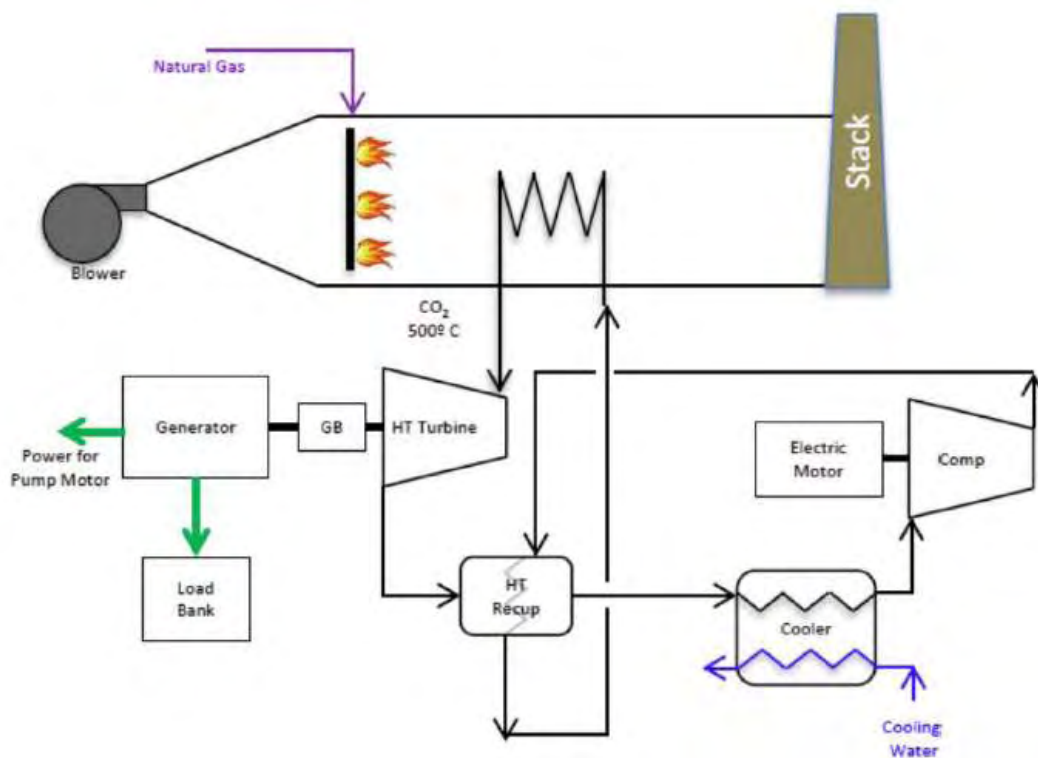 Natural Gas
Stack
Blower
CO₂
500º C
Generator
GB
HT Turbine
Power for
Pump Motor
Electric
Motor
Comp
Load
Bank
HT
Recup
Cooler
Cooling
Water